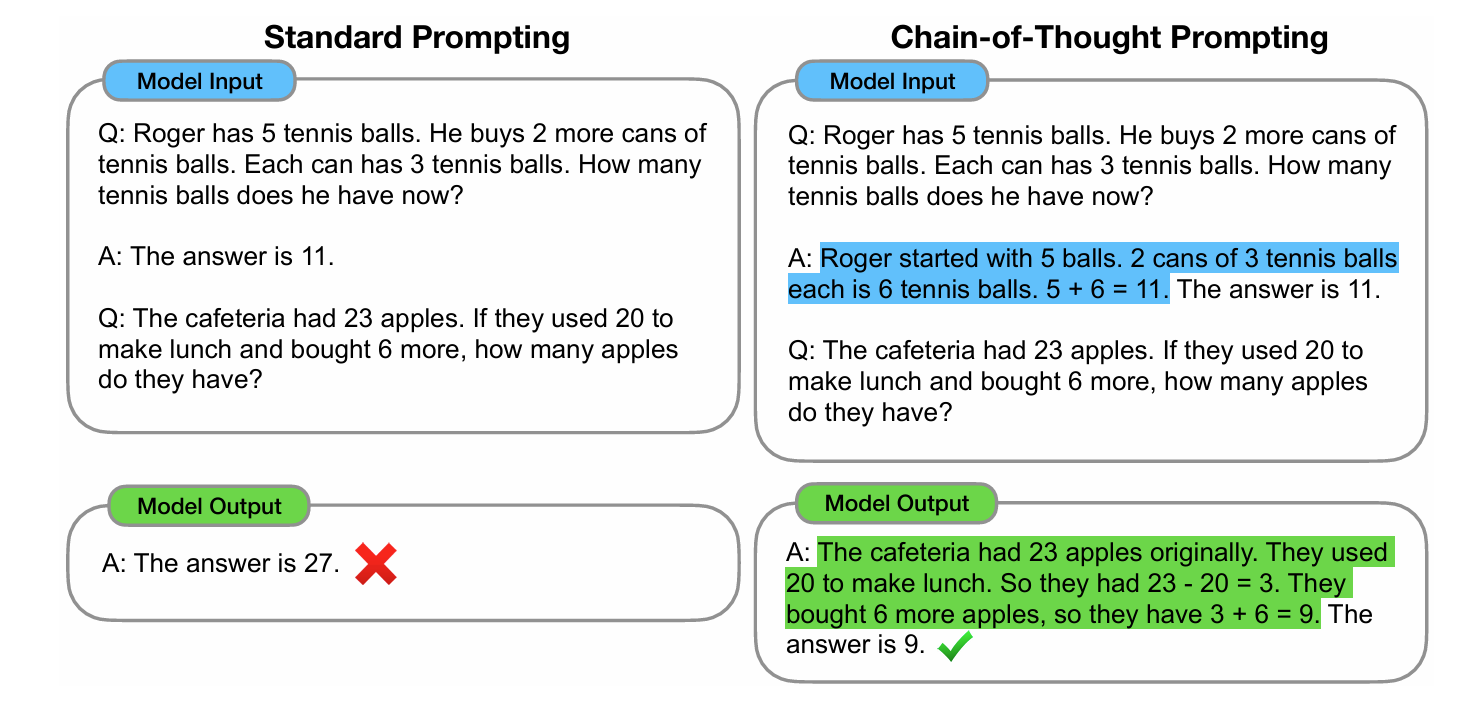 Standard Prompting
Model Input
Q: Roger has 5 tennis balls. He buys 2 more cans of
tennis balls. Each can has 3 tennis balls. How many
tennis balls does he have now?
A: The answer is 11.
Q: The cafeteria had 23 apples. If they used 20 to
make lunch and bought 6 more, how many apples
do they have?
Model Output
A: The answer is 27.
Chain-of-Thought Prompting
Model Input
Q: Roger has 5 tennis balls. He buys 2 more cans of
tennis balls. Each can has 3 tennis balls. How many
tennis balls does he have now?
A: Roger started with 5 balls. 2 cans of 3 tennis balls
each is 6 tennis balls. 5 + 6 = 11. The answer is 11.
Q: The cafeteria had 23 apples. If they used 20 to
make lunch and bought 6 more, how many apples
do they have?
Model Output
A: The cafeteria had 23 apples originally. They used
20 to make lunch. So they had 23 - 20 = 3. They
bought 6 more apples, so they have 3 + 6 = 9. The
answer is 9.